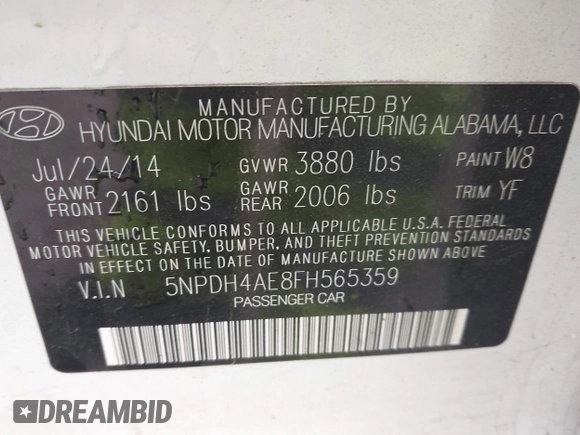 MANUFACTURED BY
HYUNDAI MOTOR MANUFACTURING ALABAMA, LLC
Jul/24/14 GVWR 3880 lbs PAINT W8
GAWR FRONT 2161 lbs GAWR REAR 2006 lbs TRIM YF
THIS VEHICLE CONFORMS TO ALL APPLICABLE U.S.A. FEDERAL
MOTOR VEHICLE SAFETY, BUMPER, AND THEFT PREVENTION STANDARDS
IN EFFECT ON THE DATE OF MANUFACTURE SHOWN ABOVE
V.I.N 5NPDH4AE8FH565359
PASSENGER CAR
DREAMBID